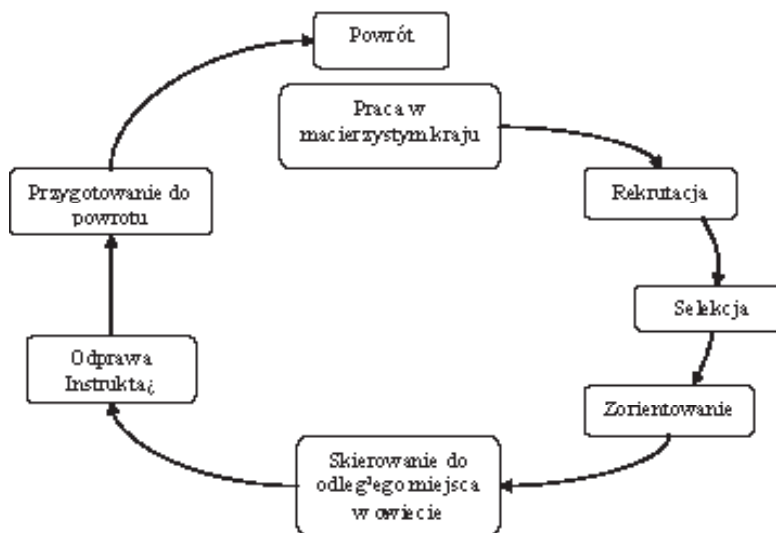 Powrót
Praca w
macierzystym kraju
Rekrutacja
Selekcja
Zorientowanie
Skierowanie do
odleg³ego miejsca
w owiecie
Odprawa
Instrukta¿
Przygotowanie do
powrotu